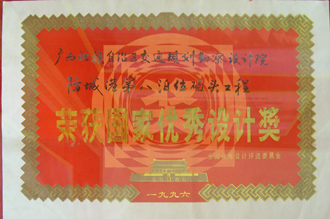 广西壮族自治区交通规划勘察设计院
防城港第八泊位码头工程
荣获国家优秀设计奖
一九九六